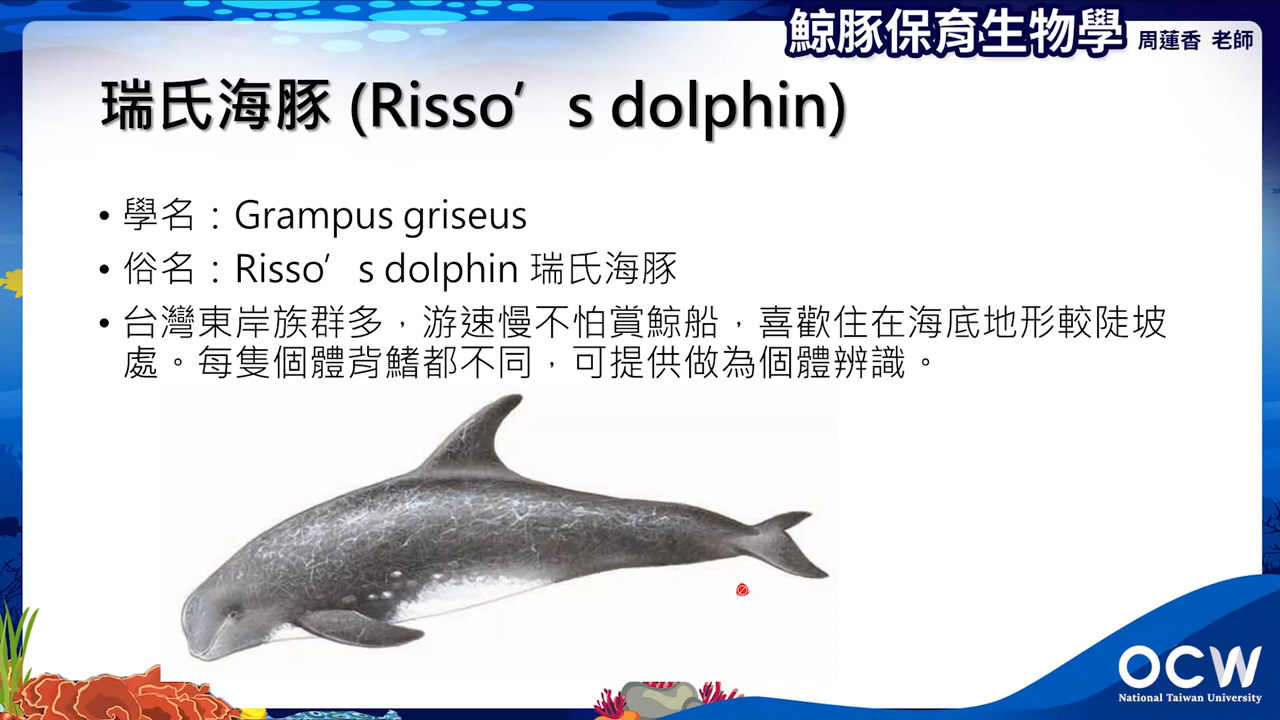 鯨豚保育生物學 周蓮香 老師
瑞氏海豚 (Risso’s dolphin)
• 學名：Grampus griseus
• 俗名：Risso’s dolphin 瑞氏海豚
• 台灣東岸族群多，游速慢不怕賞鯨船，喜歡住在海底地形較陡坡
處。每隻個體背鰭都不同，可提供做為個體辨識。
OCW
National Taiwan University